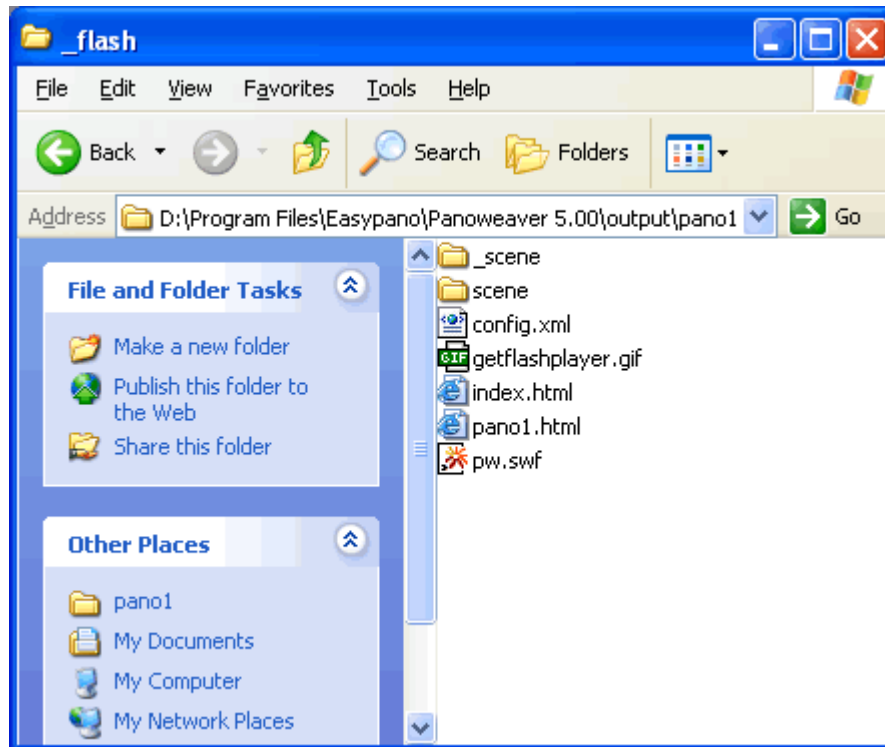 _flash
File Edit View Favorites Tools Help
Back Search Folders
Address D:\Program Files\Easypano\Panoweaver 5.00\output\pano1 Go
File and Folder Tasks
Make a new folder
Publish this folder to
the Web
Share this folder
Other Places
pano1
My Documents
My Computer
My Network Places
_scene
scene
config.xml
GIF getflashplayer.gif
index.html
pano1.html
pw.swf